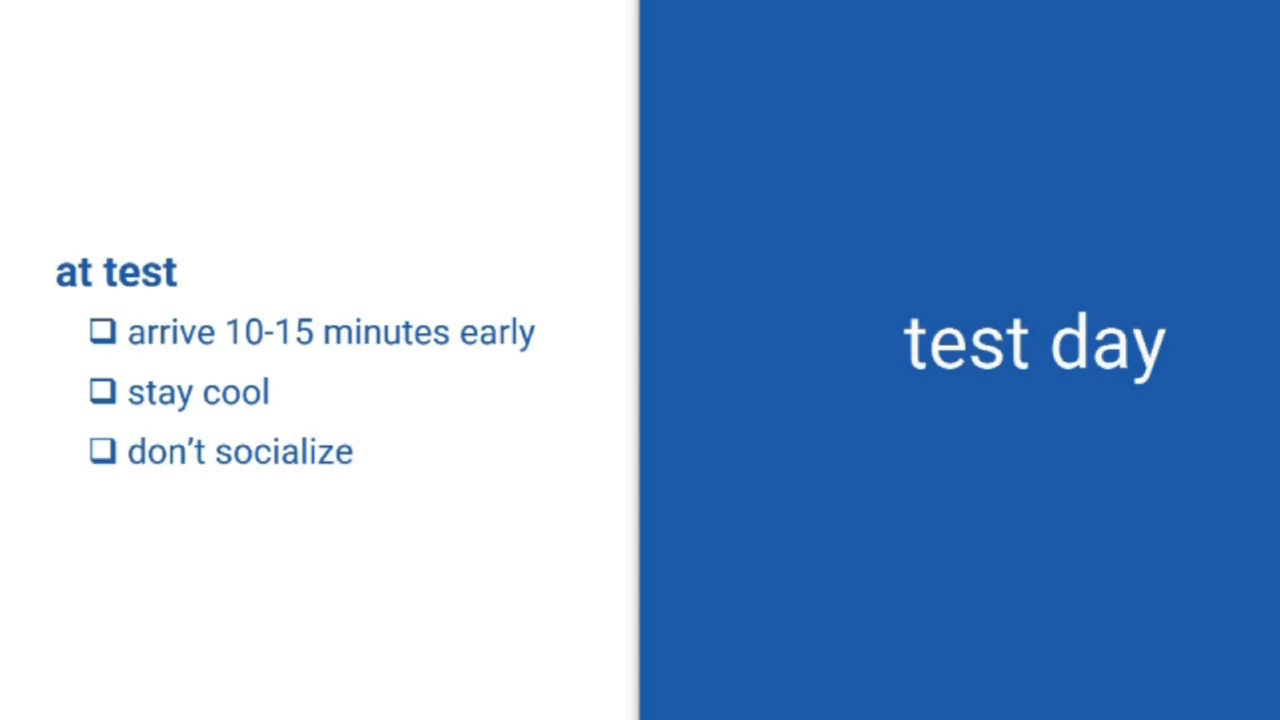 at test
❑ arrive 10-15 minutes early
❑ stay cool
❑ don’t socialize
test day